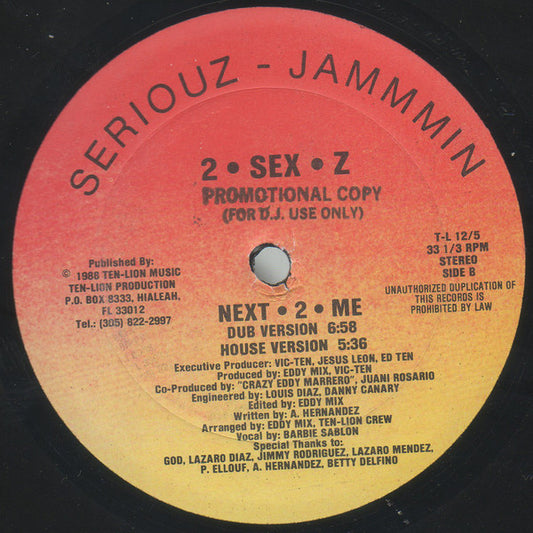 SERIOUZ - JAMMMIN
2 • SEX • Z
PROMOTIONAL COPY
(FOR D.J. USE ONLY)
Published By:
© 1988 TEN-LION MUSIC
TEN-LION PRODUCTION
P.O. BOX 8333, HIALEAH,
FL 33012
Tel.: (305) 822-2997
T-L 12/5
33 1/3 RPM
STEREO
SIDE B
UNAUTHORIZED DUPLICATION OF
THIS RECORDS IS
PROHIBITED BY LAW
NEXT • 2 • ME
DUB VERSION 6:58
HOUSE VERSION 5:36
Executive Producer: VIC-TEN, JESUS LEON, ED TEN
Produced by: EDDY MIX, VIC-TEN
Co-Produced by: "CRAZY EDDY MARRERO", JUANI ROSARIO
Engineered by: LOUIS DIAZ, DANNY CANARY
Edited by: EDDY MIX
Written by: A. HERNANDEZ
Arranged by: EDDY MIX, TEN-LION CREW
Vocal by: BARBIE SABLON
Special Thanks to:
GOD, LAZARO DIAZ, JIMMY RODRIGUEZ, LAZARO MENDEZ,
P. ELLOUF, A. HERNANDEZ, BETTY DELFINO